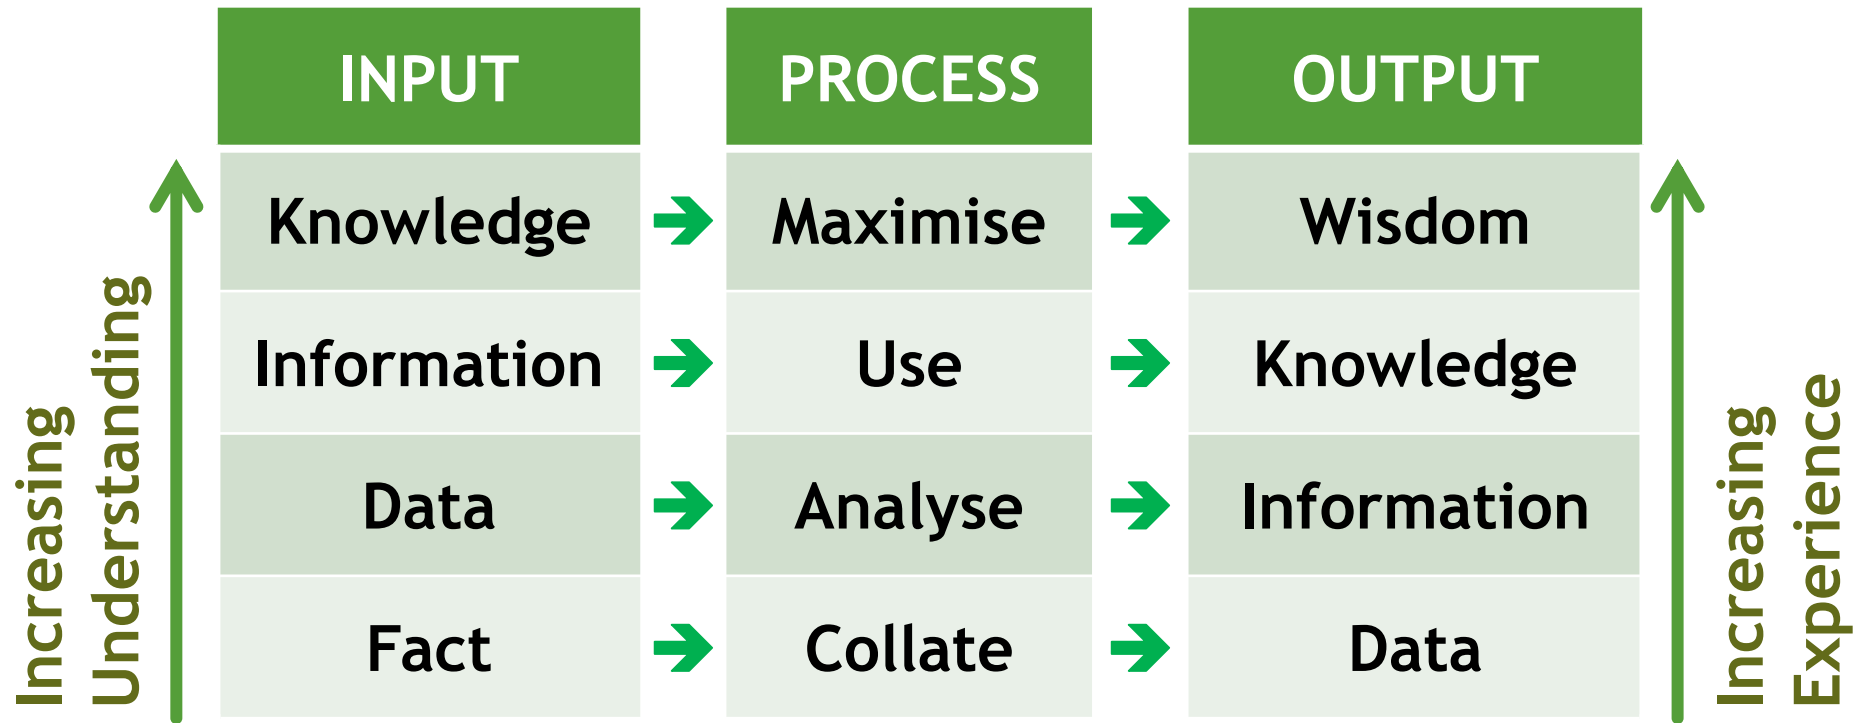 INPUT PROCESS OUTPUT
Knowledge Maximise Wisdom
Information Use Knowledge
Data Analyse Information
Fact Collate Data
Increasing
Understanding
Increasing
Experience